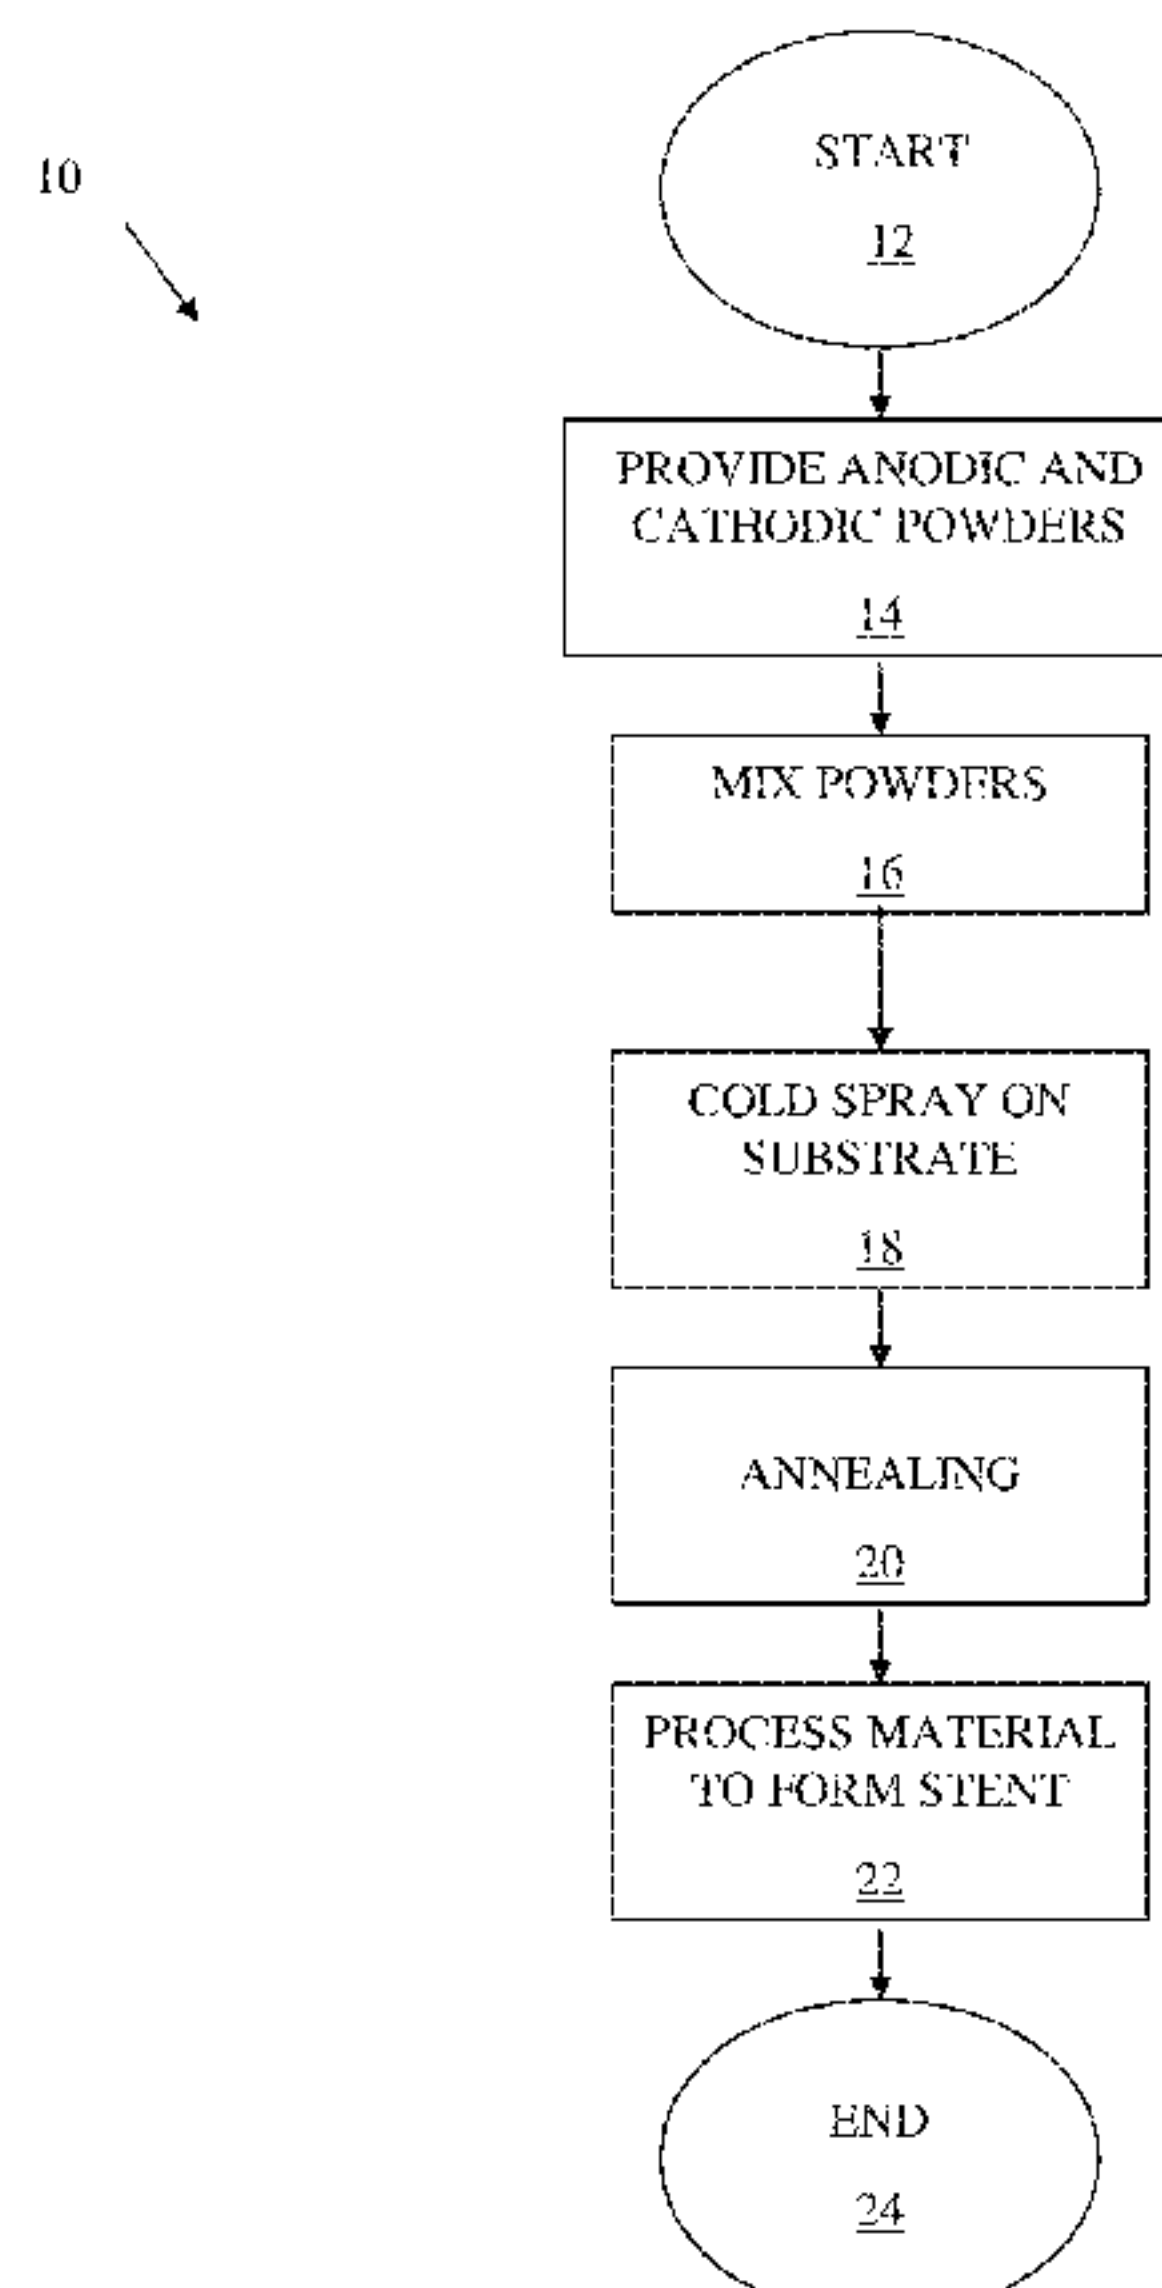 10
START
12
PROVIDE ANODIC AND
CATHODIC POWDERS
14
MIX POWDERS
16
COLD SPRAY ON
SUBSTRATE
18
ANNEALING
20
PROCESS MATERIAL
TO FORM STENT
22
END
24